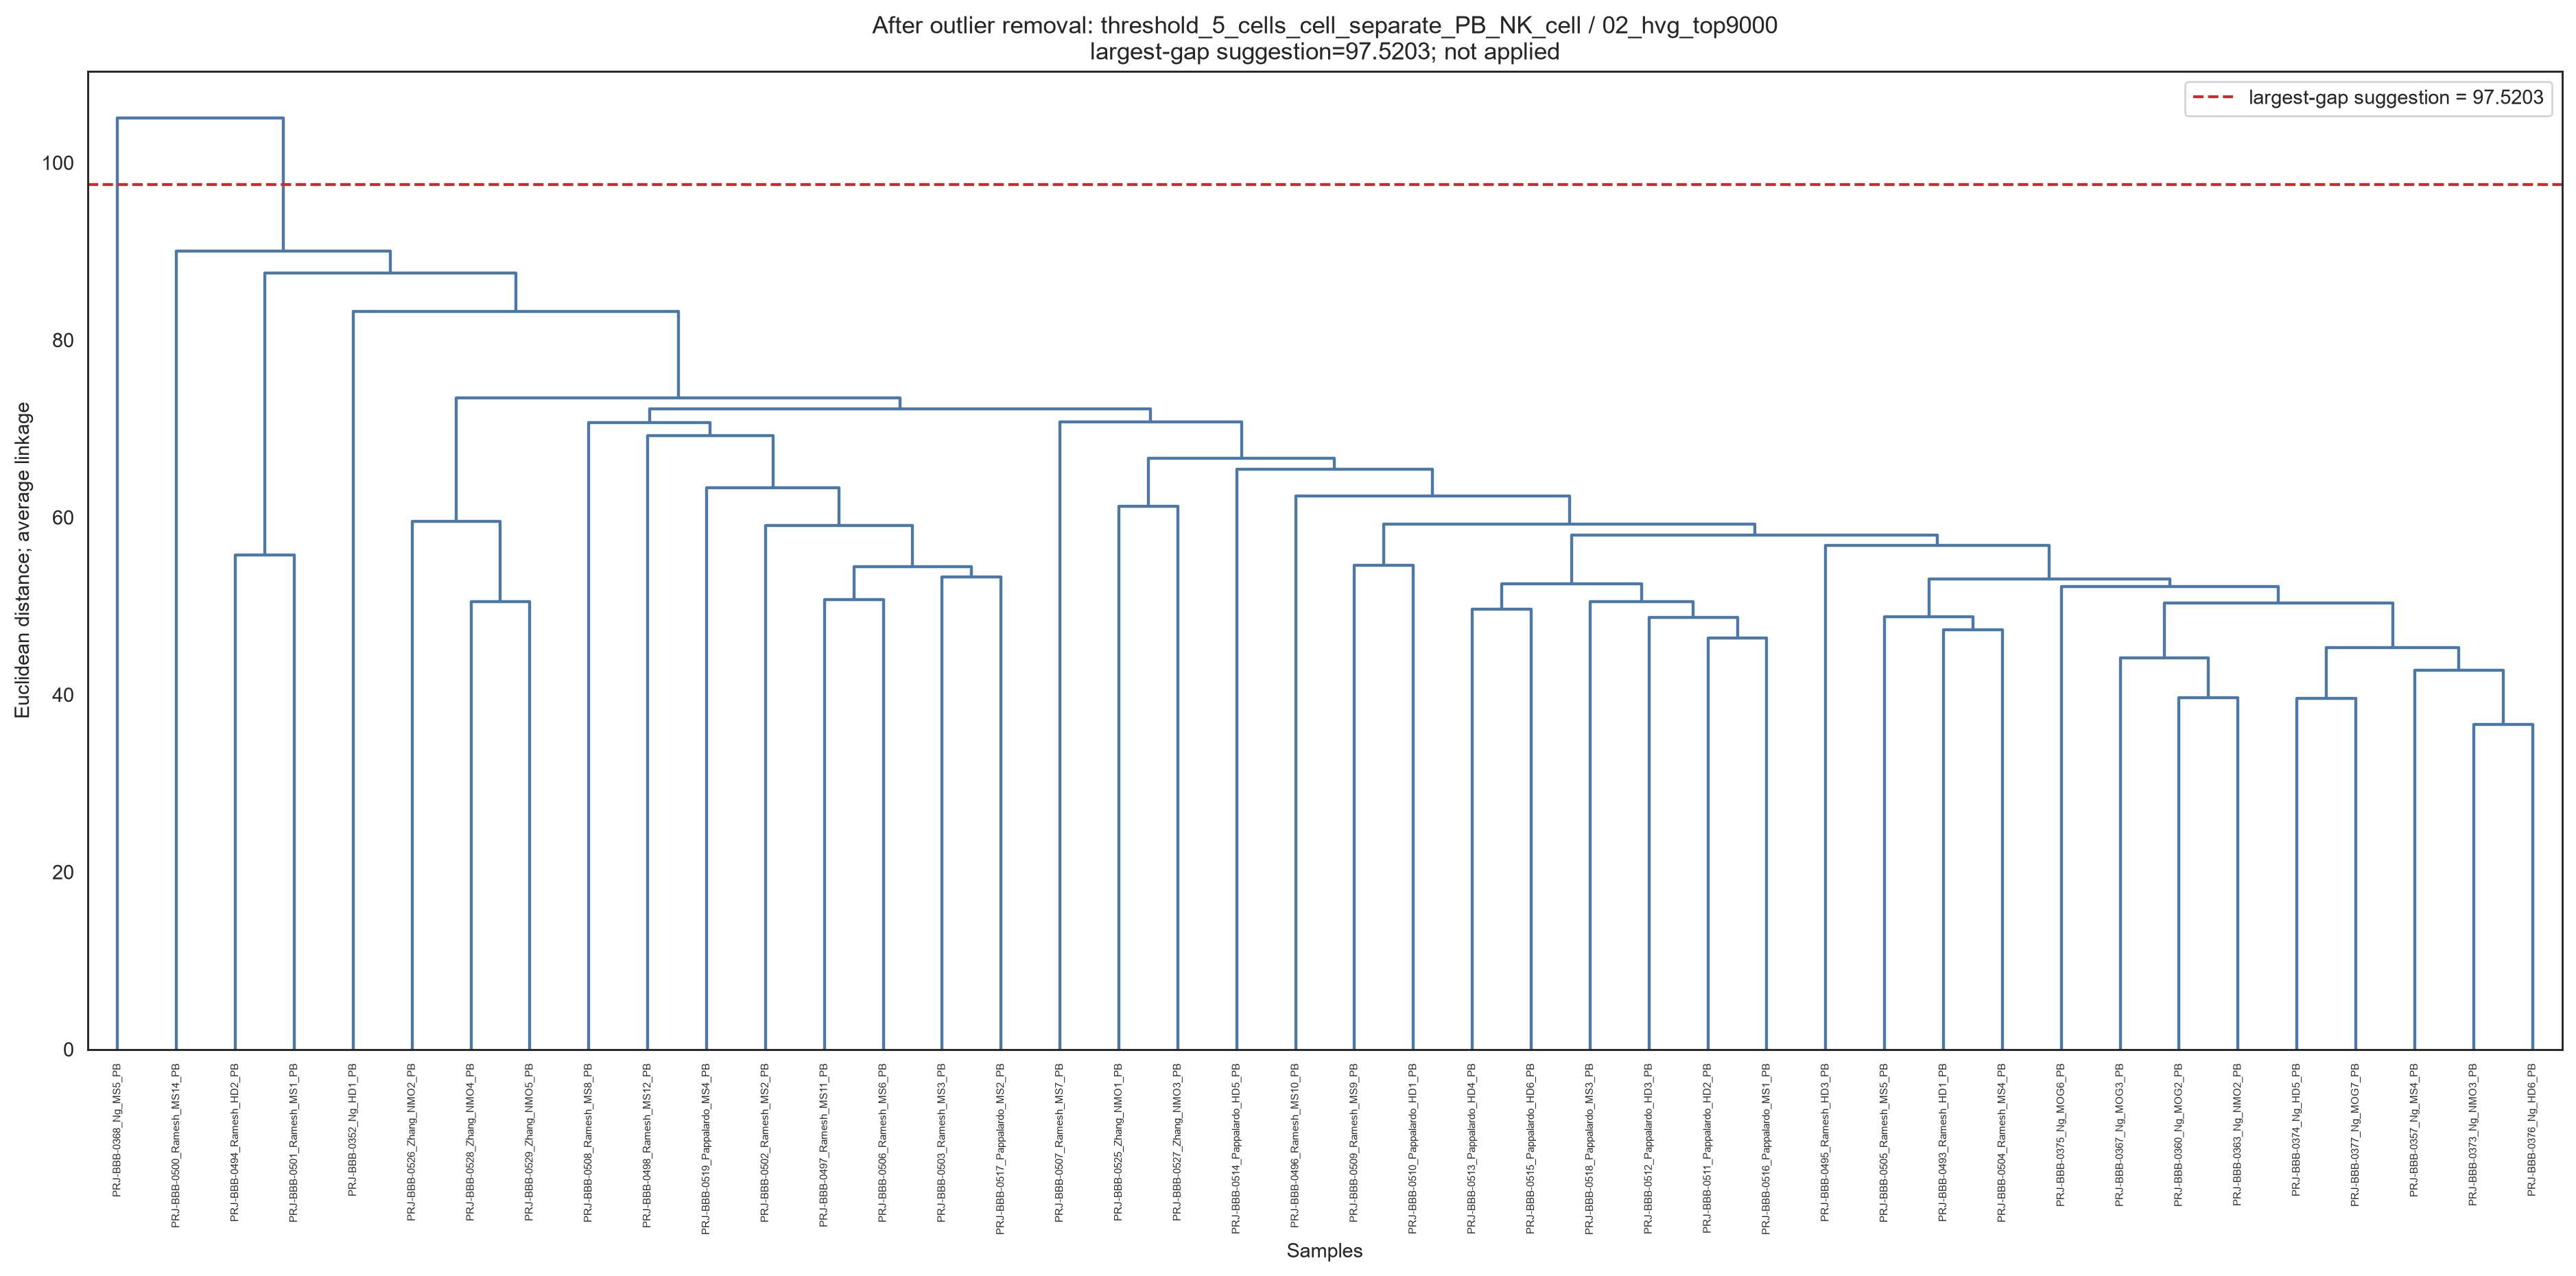 After outlier removal: threshold_5_cells_cell_separate_PB_NK_cell / 02_hvg_top9000
largest-gap suggestion=97.5203; not applied
largest-gap suggestion = 97.5203
Euclidean distance; average linkage
100
80
60
40
20
0
PRJ-BBB-0368_Ng_MS5_PB
PRJ-BBB-0500_Ramesh_MS14_PB
PRJ-BBB-0494_Ramesh_HD2_PB
PRJ-BBB-0501_Ramesh_MS1_PB
PRJ-BBB-0352_Ng_HD1_PB
PRJ-BBB-0526_Zhang_NMO2_PB
PRJ-BBB-0528_Zhang_NMO4_PB
PRJ-BBB-0529_Zhang_NMO5_PB
PRJ-BBB-0508_Ramesh_MS8_PB
PRJ-BBB-0498_Ramesh_MS12_PB
PRJ-BBB-0519_Pappalardo_MS4_PB
PRJ-BBB-0502_Ramesh_MS2_PB
PRJ-BBB-0497_Ramesh_MS11_PB
PRJ-BBB-0506_Ramesh_MS6_PB
PRJ-BBB-0503_Ramesh_MS3_PB
PRJ-BBB-0517_Pappalardo_MS2_PB
PRJ-BBB-0507_Ramesh_MS7_PB
PRJ-BBB-0525_Zhang_NMO1_PB
PRJ-BBB-0527_Zhang_NMO3_PB
PRJ-BBB-0514_Pappalardo_HD5_PB
PRJ-BBB-0496_Ramesh_MS10_PB
PRJ-BBB-0509_Ramesh_MS9_PB
PRJ-BBB-0510_Pappalardo_HD1_PB
PRJ-BBB-0513_Pappalardo_HD4_PB
PRJ-BBB-0515_Pappalardo_HD6_PB
PRJ-BBB-0518_Pappalardo_MS3_PB
PRJ-BBB-0512_Pappalardo_HD3_PB
PRJ-BBB-0511_Pappalardo_HD2_PB
PRJ-BBB-0516_Pappalardo_MS1_PB
PRJ-BBB-0495_Ramesh_HD3_PB
PRJ-BBB-0505_Ramesh_MS5_PB
PRJ-BBB-0493_Ramesh_HD1_PB
PRJ-BBB-0504_Ramesh_MS4_PB
PRJ-BBB-0375_Ng_MOG6_PB
PRJ-BBB-0367_Ng_MOG3_PB
PRJ-BBB-0360_Ng_MOG2_PB
PRJ-BBB-0363_Ng_NMO2_PB
PRJ-BBB-0374_Ng_HD5_PB
PRJ-BBB-0377_Ng_MOG7_PB
PRJ-BBB-0357_Ng_MS4_PB
PRJ-BBB-0373_Ng_NMO3_PB
PRJ-BBB-0376_Ng_HD6_PB
Samples